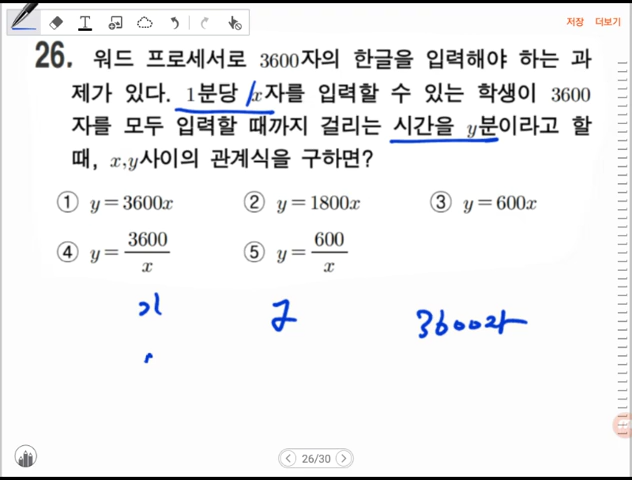 저장 더보기
26. 워드 프로세서로 3600자의 한글을 입력해야 하는 과
제가 있다. 1분당 x자를 입력할 수 있는 학생이 3600
자를 모두 입력할 때까지 걸리는 시간을 y분이라고 할
때, x,y사이의 관계식을 구하면?
① y=3600x ② y=1800x ③ y=600x
④ y=3600/x ⑤ y=600/x
3600자
26/30